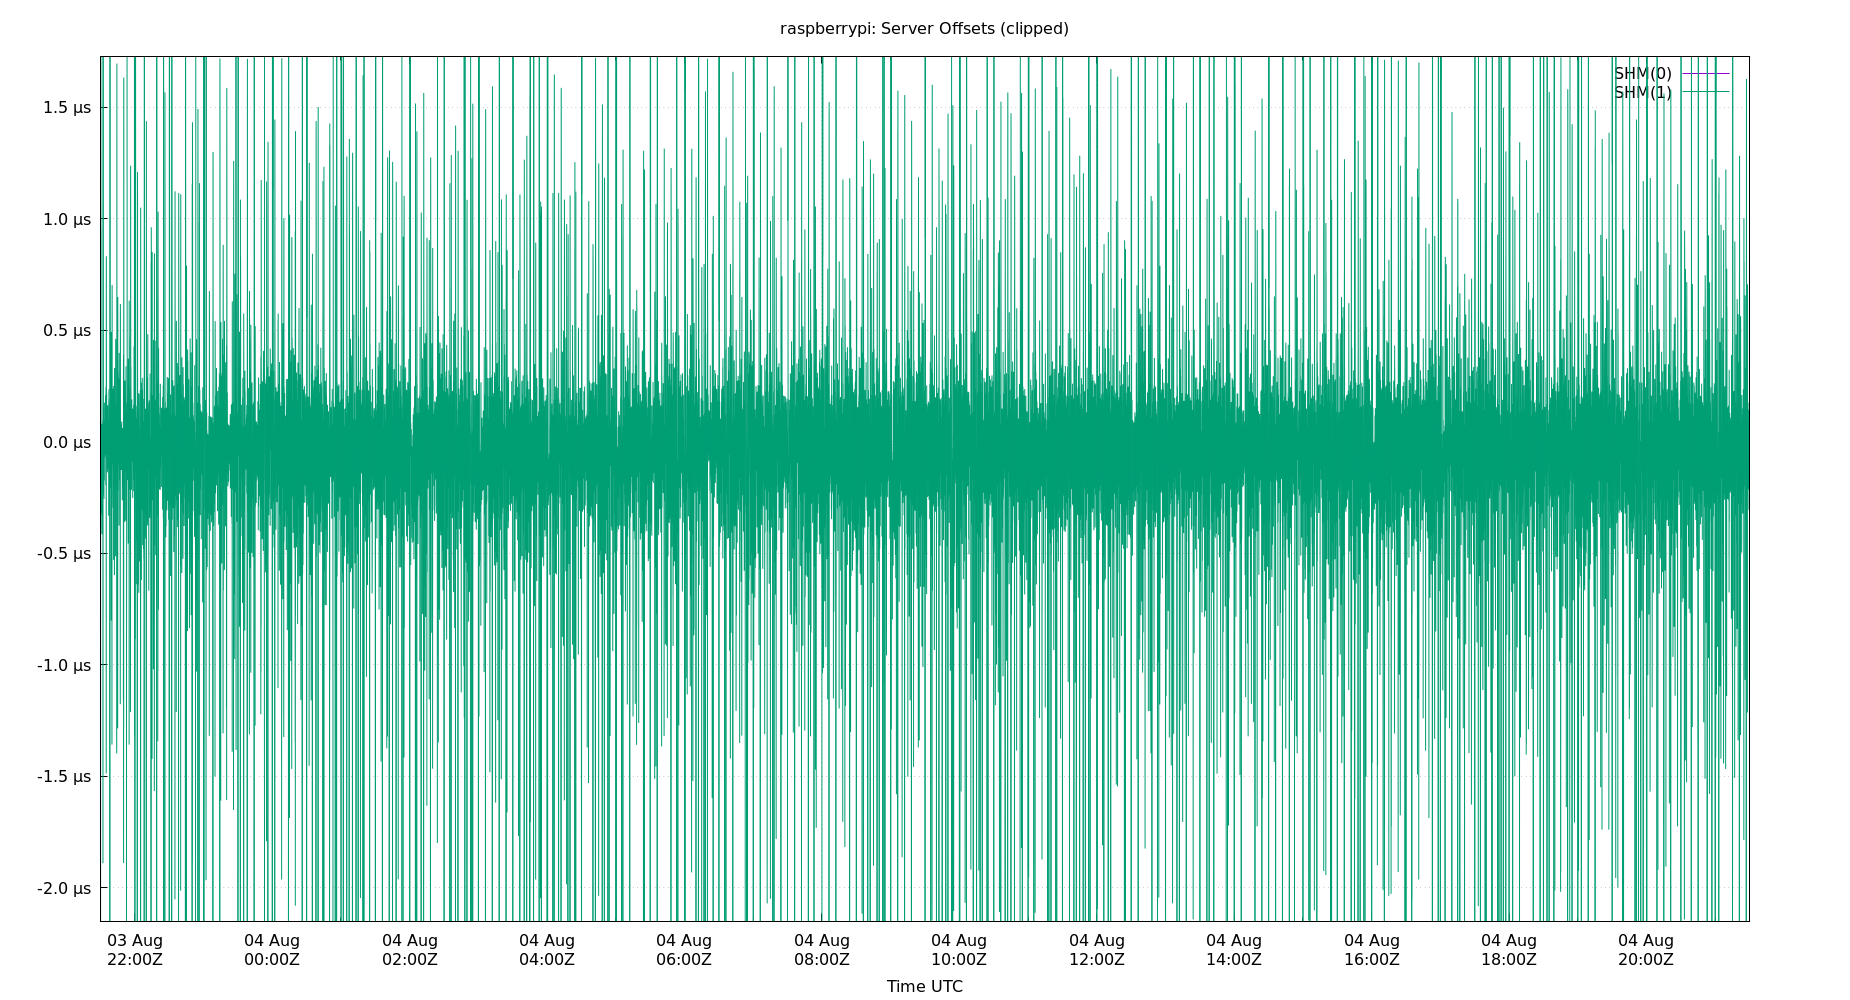 raspberrypi: Server Offsets (clipped)
SHM(0)
SHM(1)
1.5 µs
1.0 µs
0.5 µs
0.0 µs
-0.5 µs
-1.0 µs
-1.5 µs
-2.0 µs
03 Aug 04 Aug 04 Aug 04 Aug 04 Aug 04 Aug 04 Aug 04 Aug 04 Aug 04 Aug 04 Aug 04 Aug
22:00Z 00:00Z 02:00Z 04:00Z 06:00Z 08:00Z 10:00Z 12:00Z 14:00Z 16:00Z 18:00Z 20:00Z
Time UTC